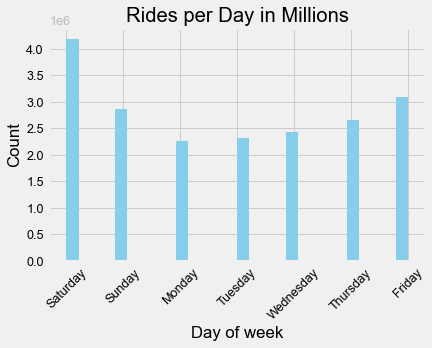 Rides per Day in Millions
1e6
4.0
3.5
3.0
2.5
2.0
1.5
1.0
0.5
0.0
Count
Saturday
Sunday
Monday
Tuesday
Wednesday
Thursday
Friday
Day of week